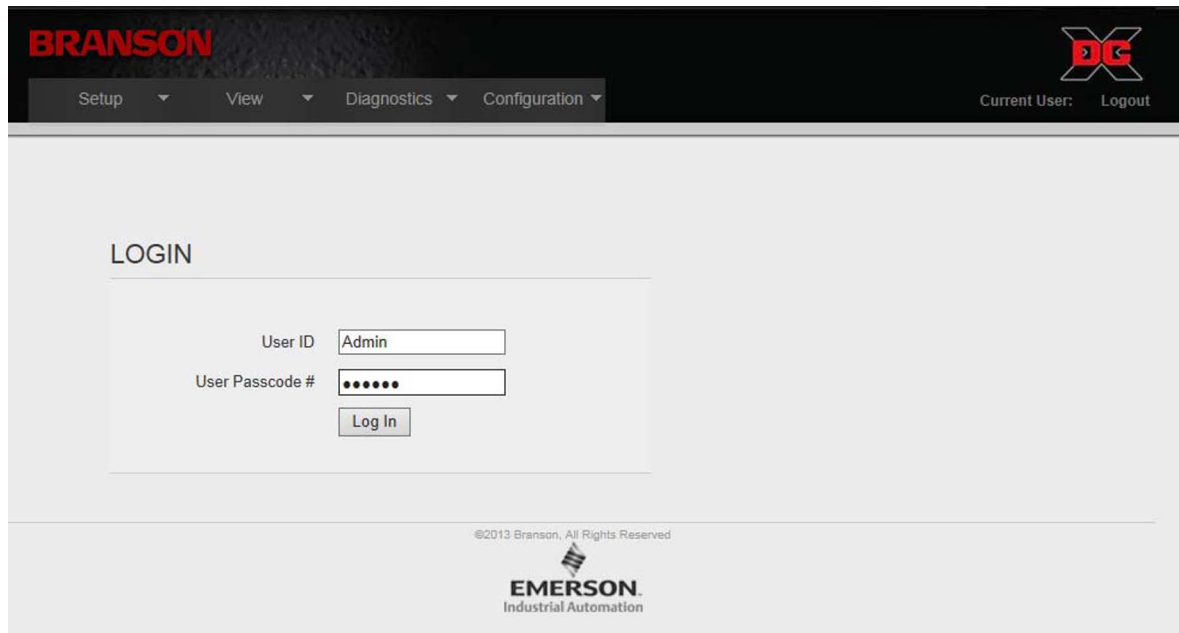 BRANSON
DCX
Setup View Diagnostics Configuration
Current User: Logout
LOGIN
User ID Admin
User Passcode # ●●●●●●
Log In
©2013 Branson, All Rights Reserved
EMERSON.
Industrial Automation